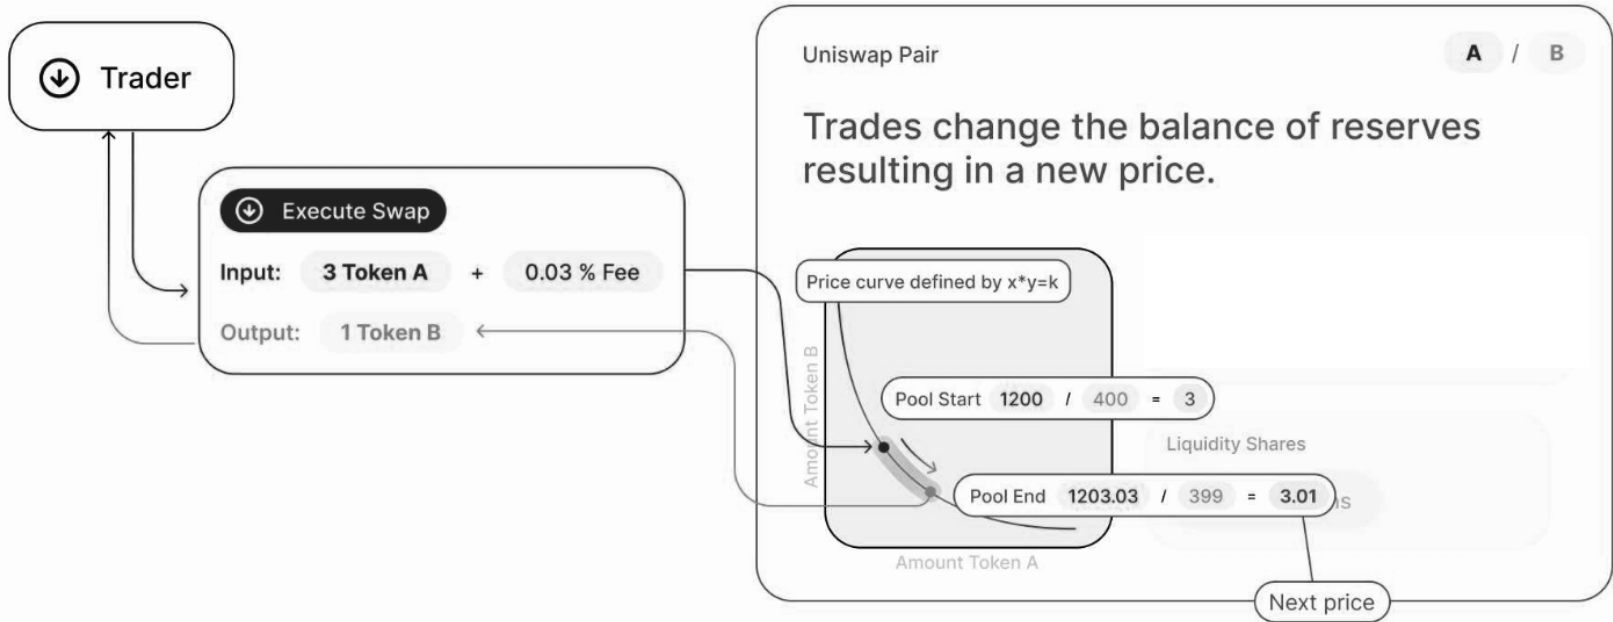 Trader
Execute Swap
Input: 3 Token A + 0.03 % Fee
Output: 1 Token B
Uniswap Pair
A / B
Trades change the balance of reserves
resulting in a new price.
Price curve defined by x*y=k
Amount Token B
Pool Start 1200 / 400 = 3
Liquidity Shares
Pool End 1203.03 / 399 = 3.01
Amount Token A
Next price